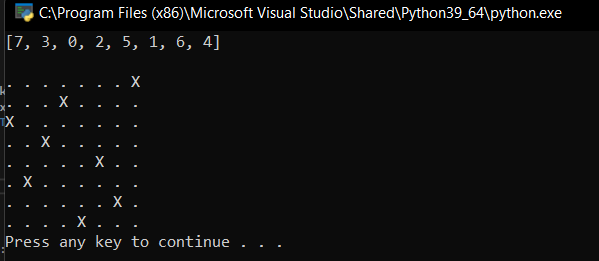 C:\Program Files (x86)\Microsoft Visual Studio\Shared\Python39_64\python.exe
[7, 3, 0, 2, 5, 1, 6, 4]
. . . . . . . X
. . . X . . . .
X . . . . . . .
. . X . . . . .
. . . . . X . .
. X . . . . . .
. . . . . . X .
. . . . X . . .
Press any key to continue . . .